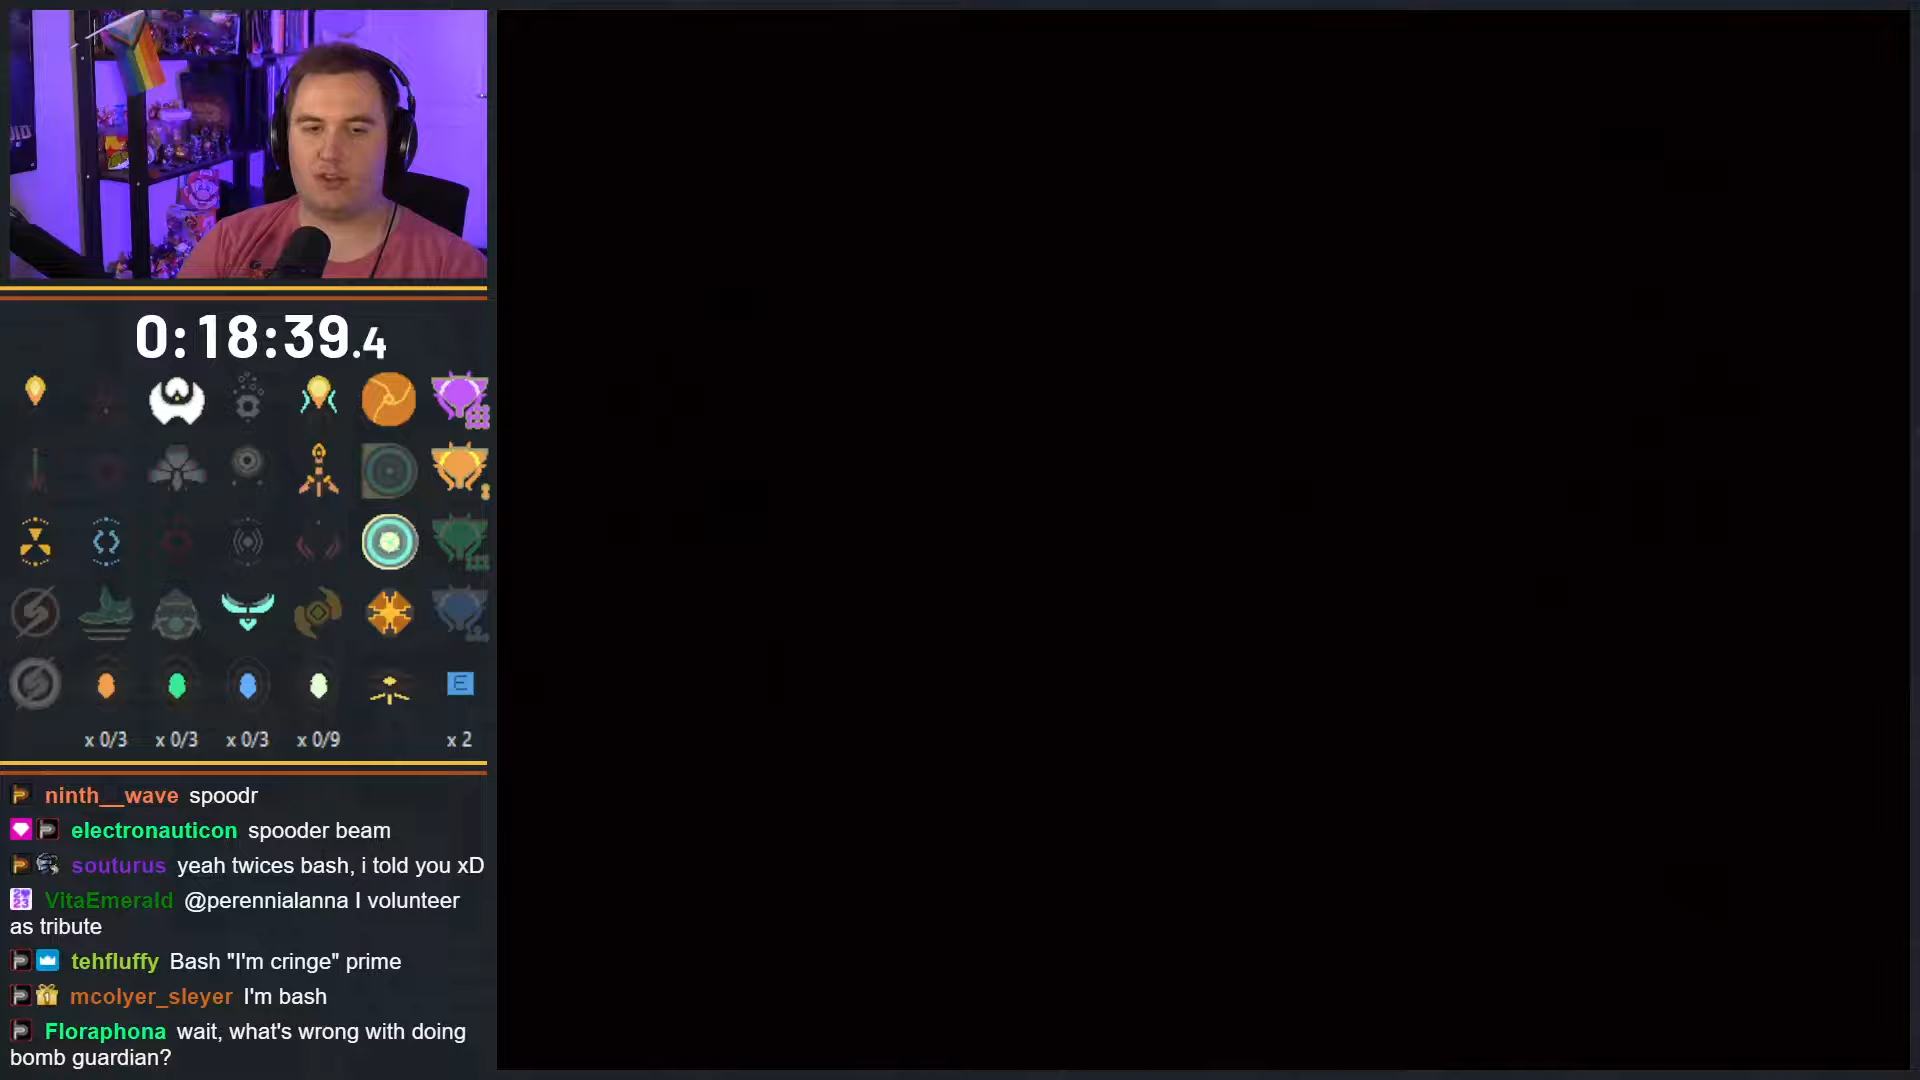 0:18:39.4
x 0/3 x 0/3 x 0/3 x 0/9 x 2
E
ninth__wave spoodr
electronauticon spooder beam
souturus yeah twices bash, i told you xD
VitaEmerald @perennialanna I volunteer
as tribute
tehfluffy Bash "I'm cringe" prime
mcolyer_sleyer I'm bash
Floraphona wait, what's wrong with doing
bomb guardian?